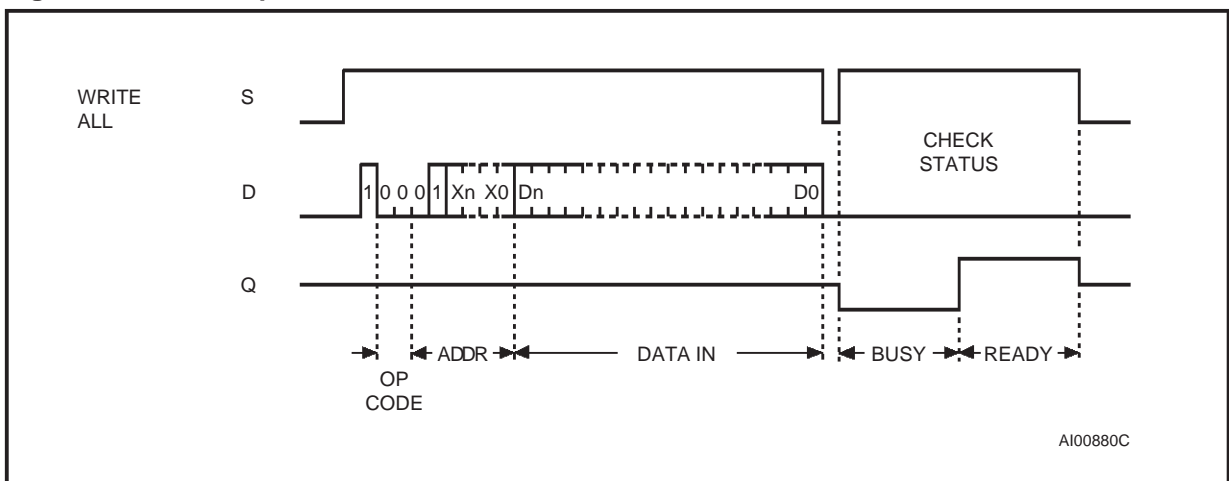 WRITE
ALL
S
CHECK
STATUS
D
1 0 0 0 1 Xn X0 Dn D0
Q
ADDR DATA IN BUSY READY
OP
CODE
AI00880C